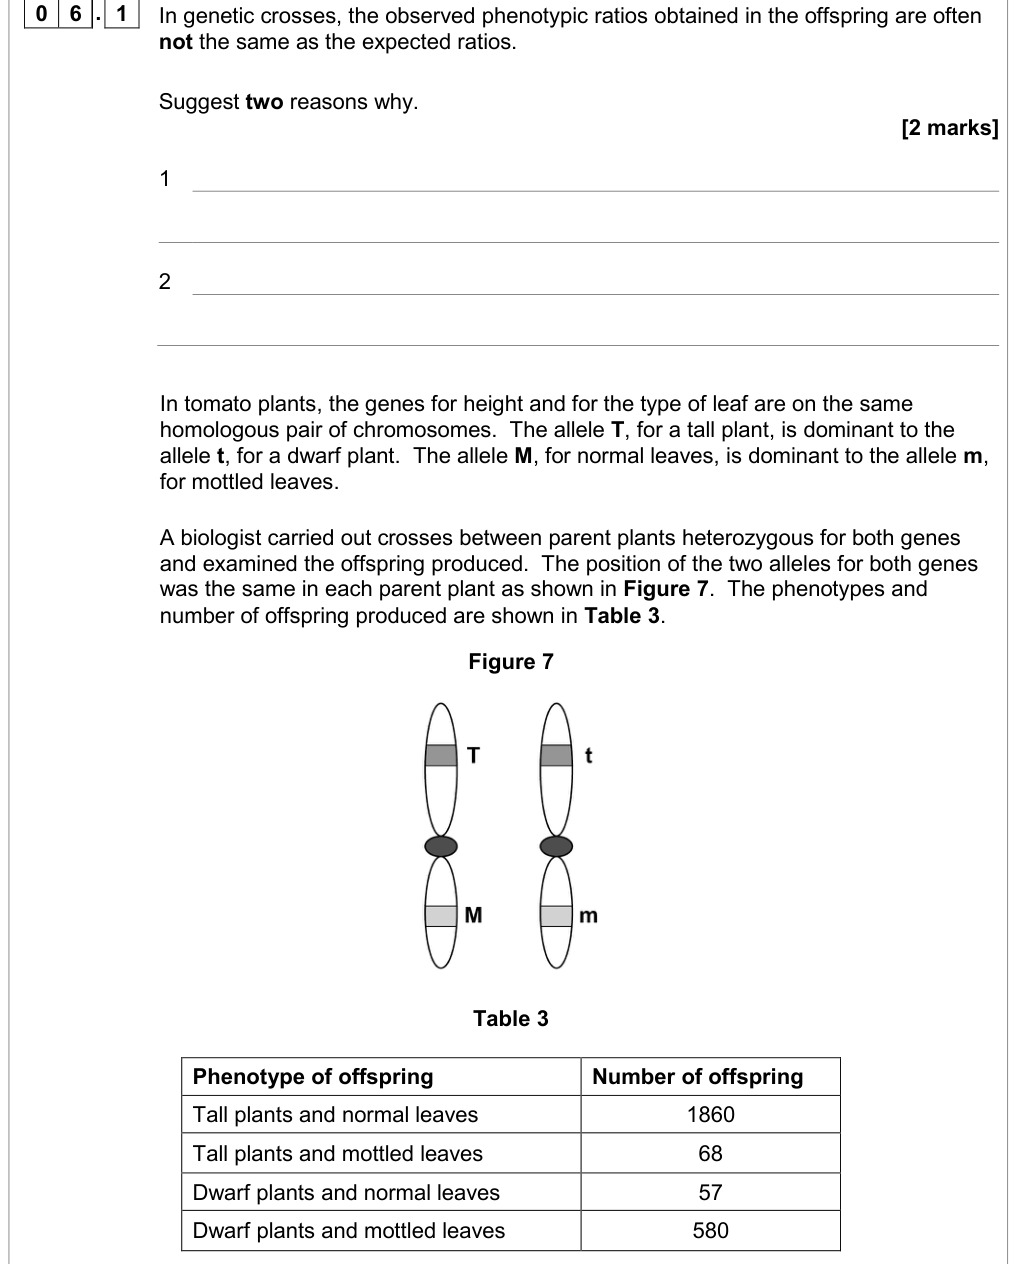 0 6 . 1 In genetic crosses, the observed phenotypic ratios obtained in the offspring are often
not the same as the expected ratios.
Suggest two reasons why.
[2 marks]
1
2
In tomato plants, the genes for height and for the type of leaf are on the same
homologous pair of chromosomes. The allele T, for a tall plant, is dominant to the
allele t, for a dwarf plant. The allele M, for normal leaves, is dominant to the allele m,
for mottled leaves.
A biologist carried out crosses between parent plants heterozygous for both genes
and examined the offspring produced. The position of the two alleles for both genes
was the same in each parent plant as shown in Figure 7. The phenotypes and
number of offspring produced are shown in Table 3.
Figure 7
T t
M m
Table 3
Phenotype of offspring Number of offspring
Tall plants and normal leaves 1860
Tall plants and mottled leaves 68
Dwarf plants and normal leaves 57
Dwarf plants and mottled leaves 580